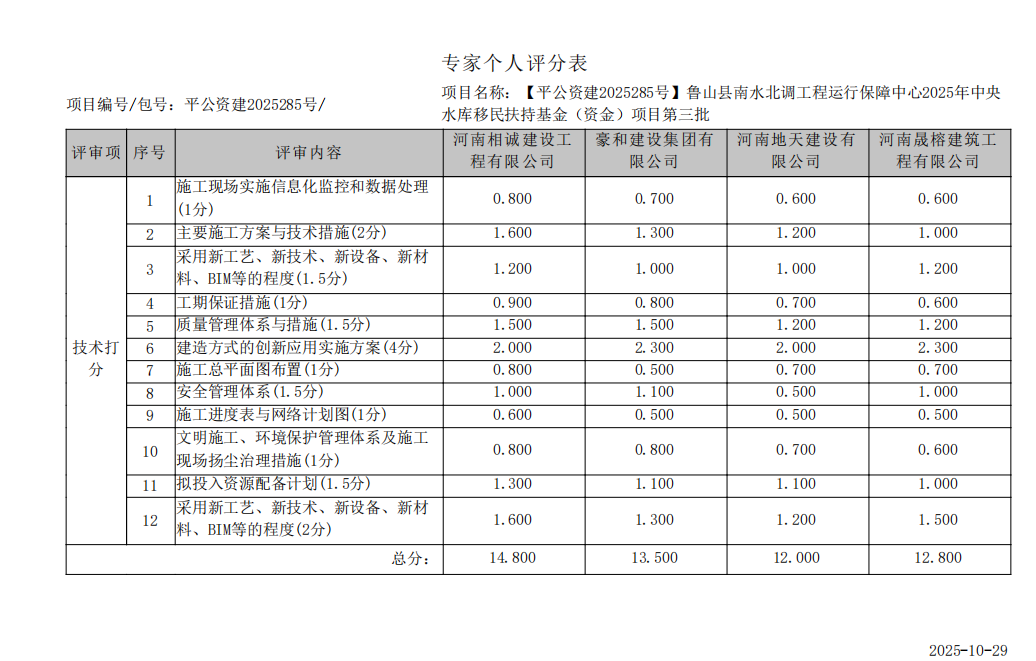 专家个人评分表
项目编号/包号：平公资建2025285号/
项目名称：【平公资建2025285号】鲁山县南水北调工程运行保障中心2025年中央
水库移民扶持基金（资金）项目第三批
评审项 序号 评审内容 河南相诚建设工程有限公司 豪和建设集团有限公司 河南地天建设有限公司 河南晟榕建筑工程有限公司
技术打分
1 施工现场实施信息化监控和数据处理(1分) 0.800 0.700 0.600 0.600
2 主要施工方案与技术措施(2分) 1.600 1.300 1.200 1.000
3 采用新工艺、新技术、新设备、新材料、BIM等的程度(1.5分) 1.200 1.000 1.000 1.200
4 工期保证措施(1分) 0.900 0.800 0.700 0.600
5 质量管理体系与措施(1.5分) 1.500 1.500 1.200 1.200
6 建造方式的创新应用实施方案(4分) 2.000 2.300 2.000 2.300
7 施工总平面图布置(1分) 0.800 0.500 0.700 0.700
8 安全管理体系(1.5分) 1.000 1.100 0.500 1.000
9 施工进度表与网络计划图(1分) 0.600 0.500 0.500 0.500
10 文明施工、环境保护管理体系及施工现场扬尘治理措施(1分) 0.800 0.800 0.700 0.600
11 拟投入资源配备计划(1.5分) 1.300 1.100 1.100 1.000
12 采用新工艺、新技术、新设备、新材料、BIM等的程度(2分) 1.600 1.300 1.200 1.500
总分： 14.800 13.500 12.000 12.800
2025-10-29